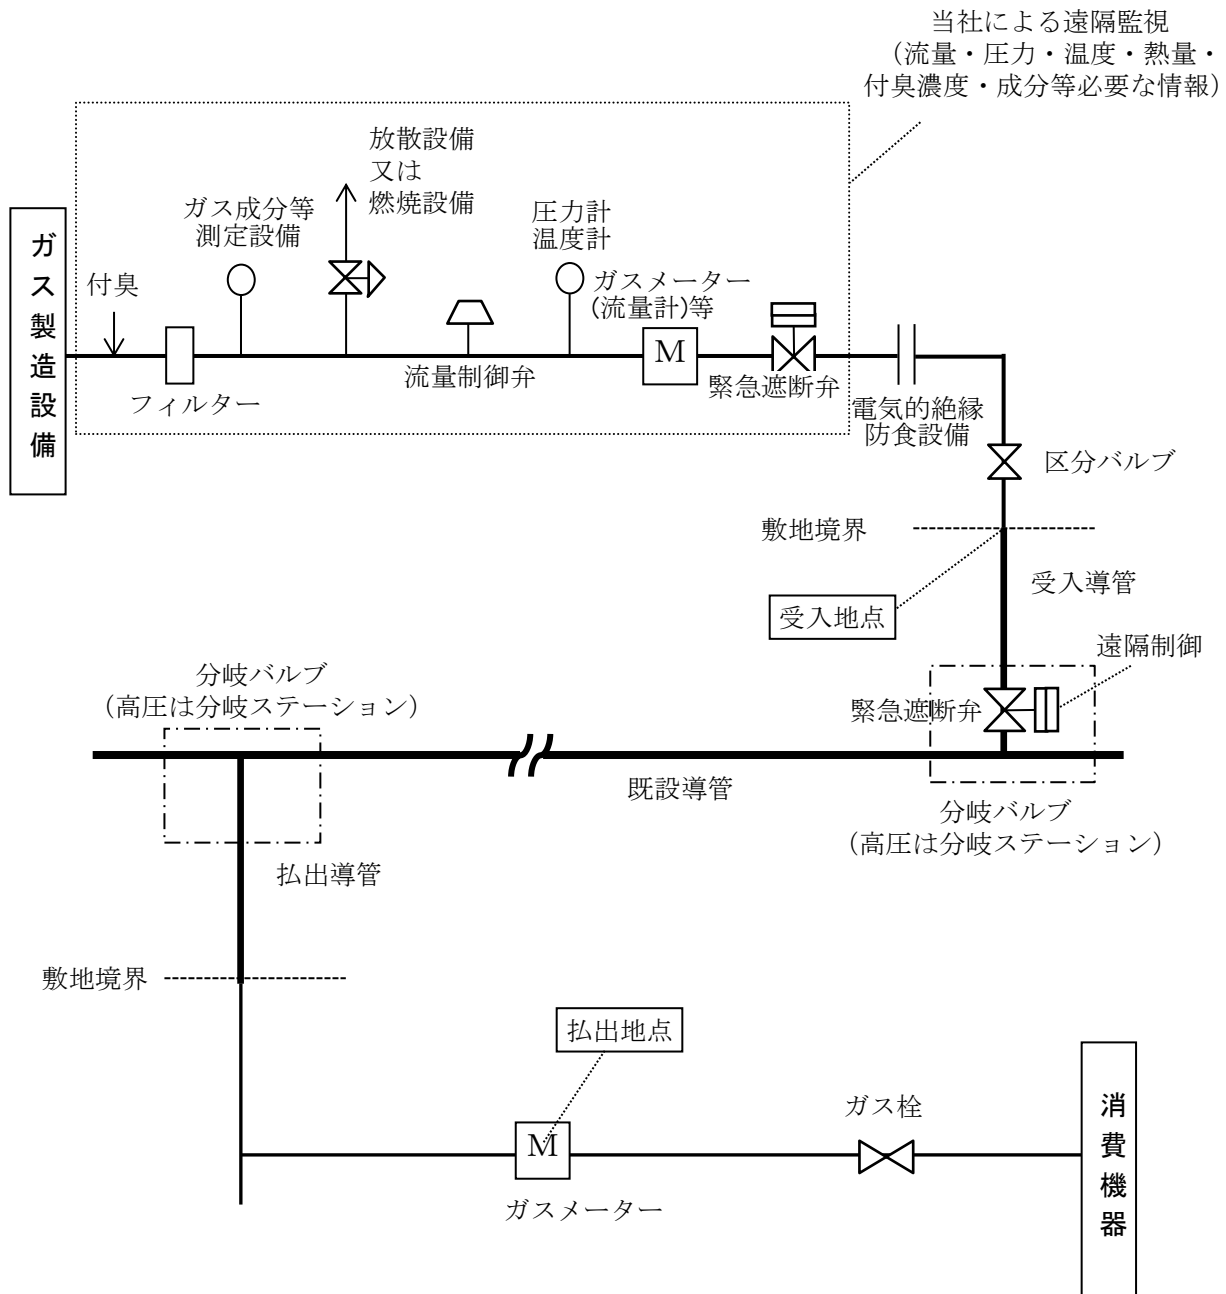 当社による遠隔監視
（流量・圧力・温度・熱量・
付臭濃度・成分等必要な情報）
放散設備
又は
燃焼設備
ガス成分等
測定設備
圧力計
温度計
ガス製造設備
付臭
ガスメーター
(流量計)等
M
流量制御弁
緊急遮断弁
フィルター
電気的絶縁
防食設備
区分バルブ
敷地境界
受入導管
受入地点
遠隔制御
分岐バルブ
（高圧は分岐ステーション）
緊急遮断弁
既設導管
分岐バルブ
（高圧は分岐ステーション）
払出導管
敷地境界
払出地点
ガス栓
消費機器
M
ガスメーター